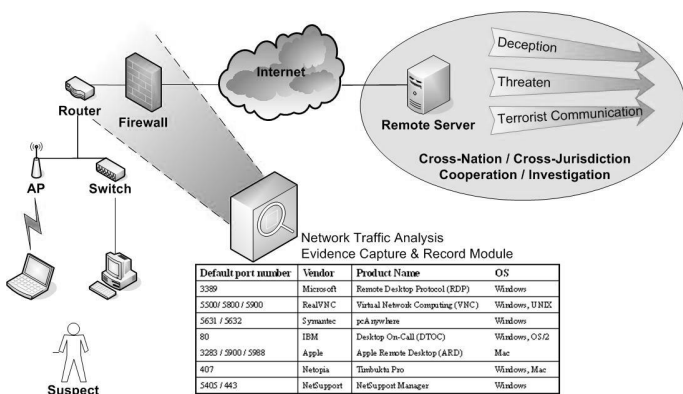 Internet
Deception
Threaten
Terrorist Communication
Router
Firewall
Remote Server
Cross-Nation / Cross-Jurisdiction
Cooperation / Investigation
AP
Switch
Network Traffic Analysis
Evidence Capture & Record Module
Default port number Vendor Product Name OS
3389 Microsoft Remote Desktop Protocol (RDP) Windows
5500/ 5800 / 5900 RealVNC Virtual Network Computing (VNC) Windows, UNIX
5631 / 5632 Symantec pcAnywhere Windows
80 IBM Desktop On-Call (DTOC) Windows, OS/2
3283 / 5900 / 5988 Apple Apple Remote Desktop (ARD) Mac
407 Netopia Timbuktu Pro Windows, Mac
5405 / 443 NetSupport NetSupport Manager Windows
Suspect